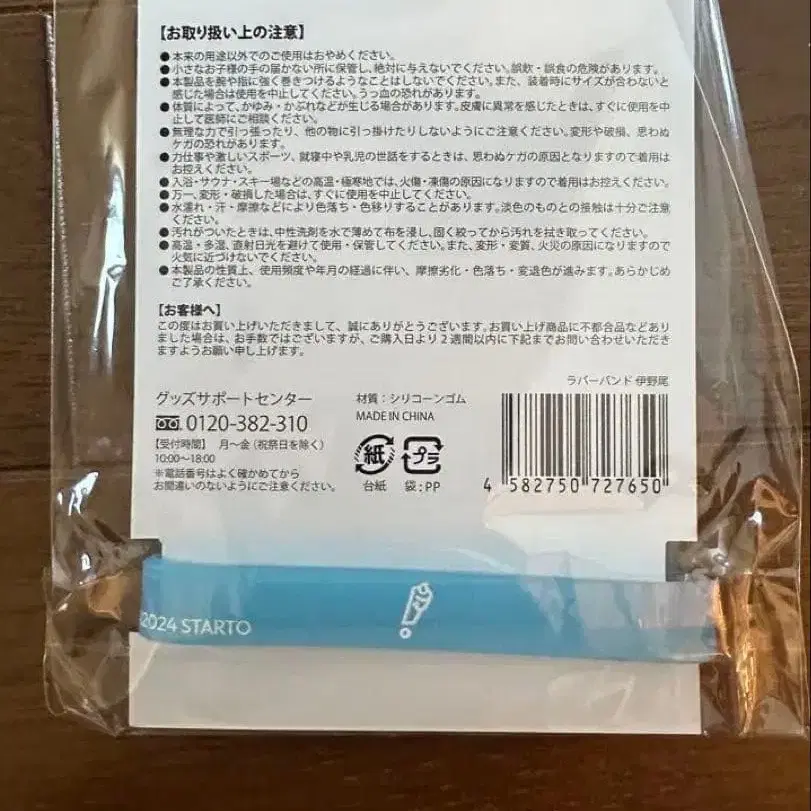 【お取り扱い上の注意】
●本来の用途以外でのご使用はおやめください。
●小さなお子様の手の届かない所に保管し、絶対に与えないでください。誤飲・誤食の危険があります。
●本製品を腕や指に強く巻きつけるようなことはしないでください。また、装着時にサイズが合わないと
感じた場合は使用を中止してください。うっ血の恐れがあります。
●体質によって、かゆみ・かぶれなどが生じる場合があります。皮膚に異常を感じたときは、すぐに使用を中
止して医師にご相談ください。
●無理な力で引っ張ったり、他の物に引っ掛けたりしないようにご注意ください。変形や破損、思わぬ
ケガの恐れがあります。
●力仕事や激しいスポーツ、就寝中や乳児の世話をするときは、思わぬケガの原因となりますので着用は
お控えください。
●入浴・サウナ・スキー場などの高温・極寒地では、火傷・凍傷の原因になりますので着用はお控えください。
●万一、変形・破損した場合は、すぐに使用を中止してください。
●水濡れ・汗・摩擦などにより色落ち・色移りすることがあります。淡色のものとの接触は十分ご注意
ください。
●汚れがついたときは、中性洗剤を水で薄めて布を浸し、固く絞ってから汚れを拭き取ってください。
●高温・多湿、直射日光を避けて使用・保管してください。また、変形・変質、火災の原因になりますので
火気に近づけないでください。
●本製品の性質上、使用頻度や年月の経過に伴い、摩擦劣化・色落ち・変退色が進みます。あらかじめ
ご了承ください。
【お客様へ】
この度はお買い上げいただきまして、誠にありがとうございます。お買い上げ商品に不都合品などあり
ました場合は、お手数ではございますが、ご購入日より2週間以内に下記までお問い合わせいただき
ますようお願い申し上げます。
ラバーバンド 伊野尾
グッズサポートセンター
0120-382-310
【受付時間】 月〜金(祝祭日を除く)
10:00〜18:00
※電話番号はよく確かめてから
お間違いのないようにご注意ください。
材質:シリコーンゴム
MADE IN CHINA
紙 プラ
台紙 袋:PP
4 582750 727650
2024 STARTO